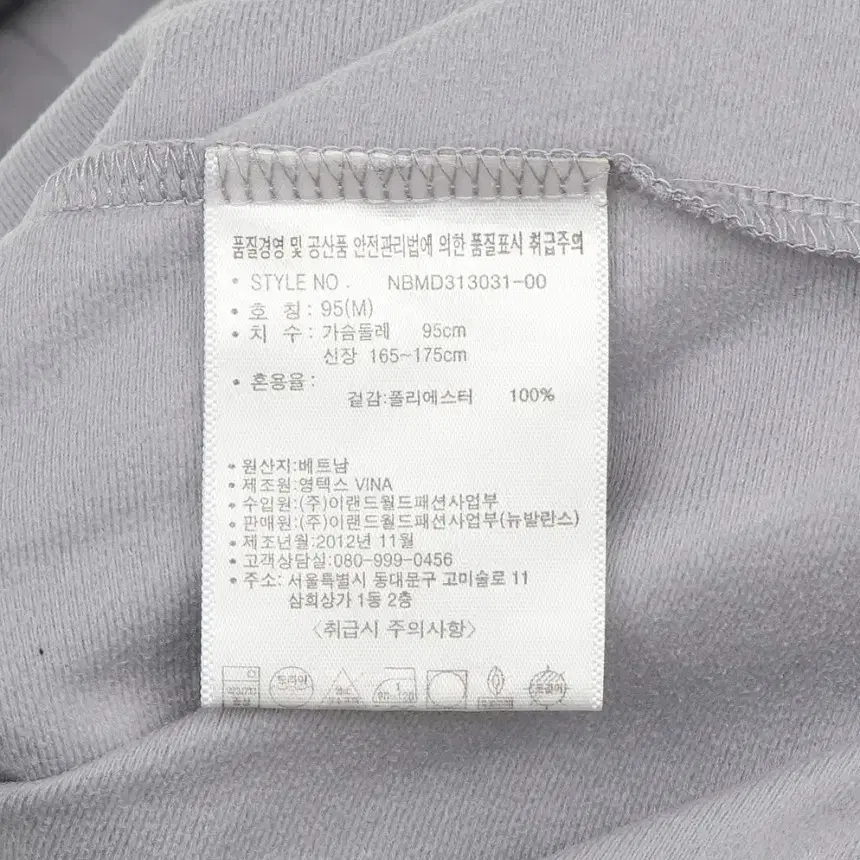 품질경영 및 공산품 안전관리법에 의한 품질표시 취급주의
• STYLE NO . NBMD313031-00
• 호 칭 : 95(M)
• 치 수 : 가슴둘레 95cm
신장 165~175cm
• 혼용율 :
겉감:폴리에스터 100%
• 원산지:베트남
• 제조원:영텍스 VINA
• 수입원:(주)이랜드월드패션사업부
• 판매원:(주)이랜드월드패션사업부(뉴발란스)
• 제조년월:2012년 11월
• 고객상담실:080-999-0456
• 주소: 서울특별시 동대문구 고미술로 11
삼희상가 1동 2층
〈취급시 주의사항〉
드라이